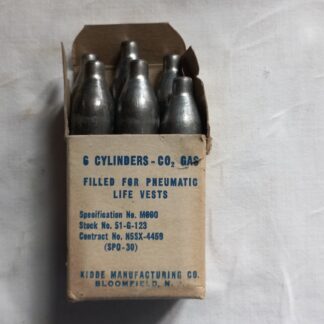 6 CYLINDERS - CO₂ GAS
FILLED FOR PNEUMATIC
LIFE VESTS
Specification No. M600
Stock No. 51-G-123
Contract No. N5SX-4459
(SPO-30)
KIDDE MANUFACTURING CO.
BLOOMFIELD, N.